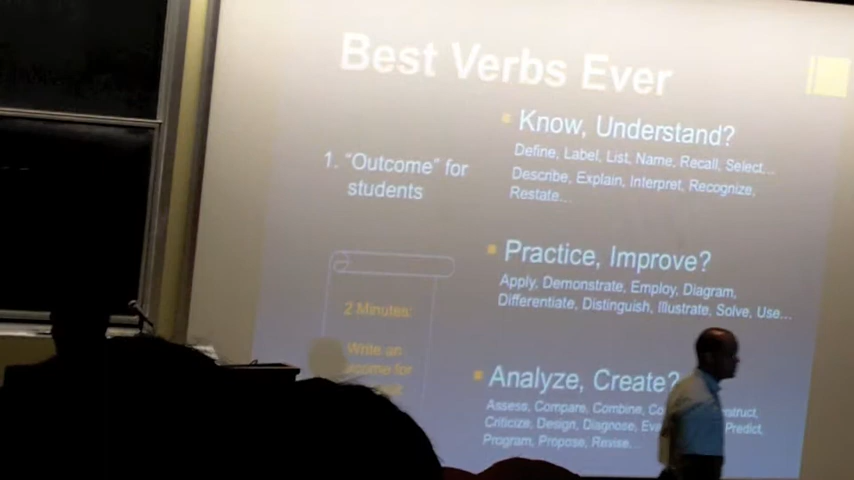 Best Verbs Ever
1. "Outcome" for
students
2 Minutes:
Write an
for
Know, Understand?
Define, Label, List, Name, Recall, Select...
Describe, Explain, Interpret, Recognize,
Restate...
Practice, Improve?
Apply, Demonstrate, Employ, Diagram,
Differentiate, Distinguish, Illustrate, Solve, Use...
Analyze, Create?
Assess, Compare, Combine,
Criticize, Design, Diagnose, Predict,
Program, Propose, Revise...